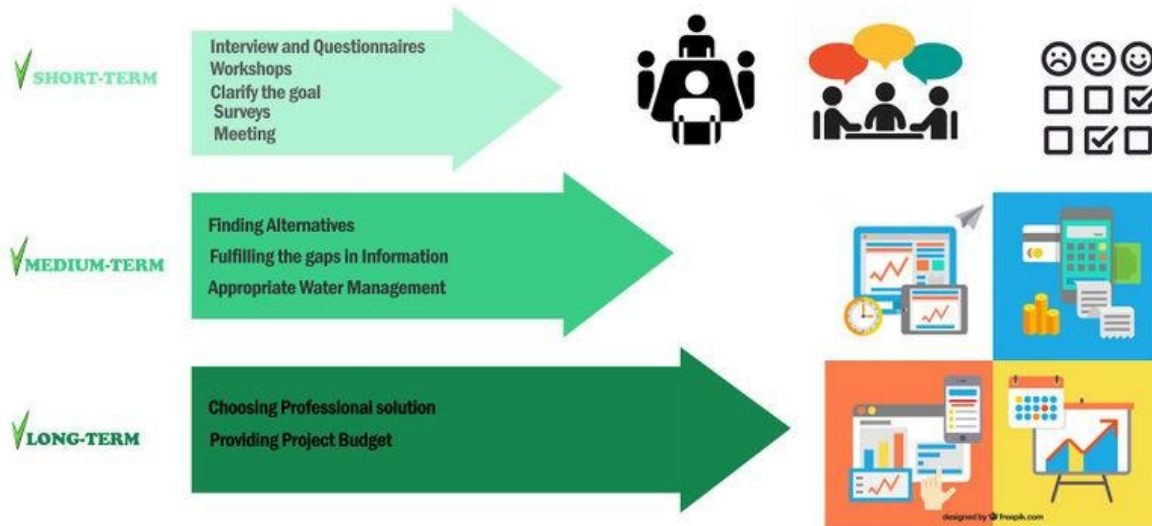 SHORT-TERM
Interview and Questionnaires
Workshops
Clarify the goal
Surveys
Meeting
MEDIUM-TERM
Finding Alternatives
Fulfilling the gaps in Information
Appropriate Water Management
LONG-TERM
Choosing Professional solution
Providing Project Budget
designed by freepik.com